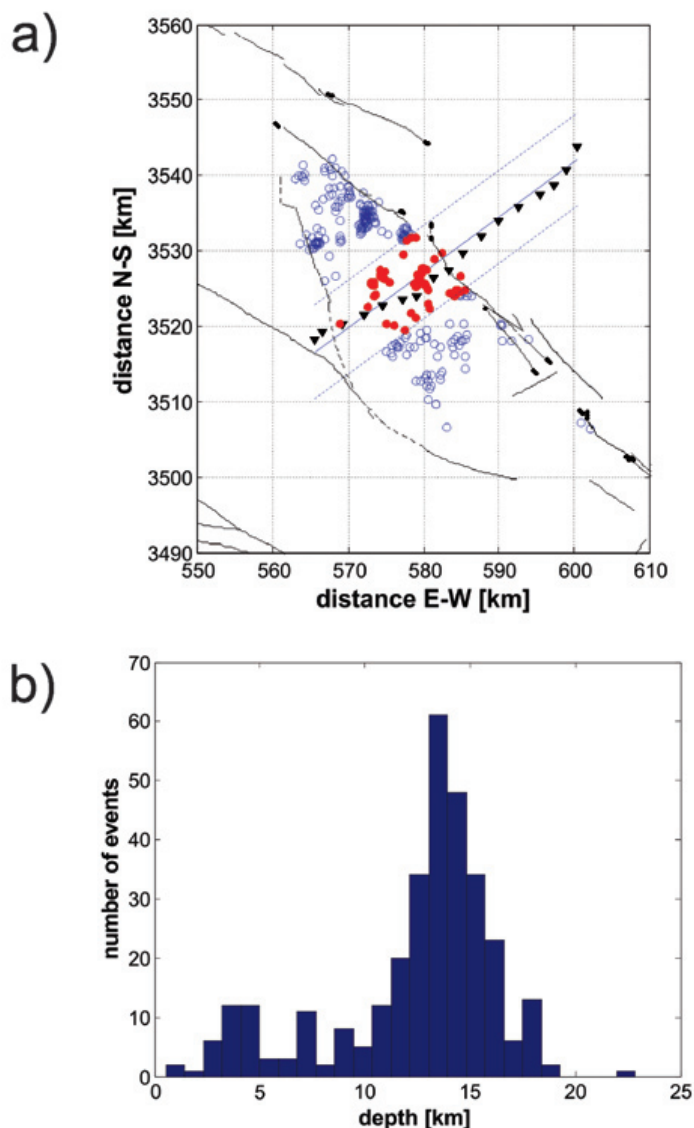 a)
3560
3550
3540
3530
3520
3510
3500
3490
distance N-S [km]
550 560 570 580 590 600 610
distance E-W [km]
b)
70
60
50
40
30
20
10
0
number of events
0 5 10 15 20 25
depth [km]